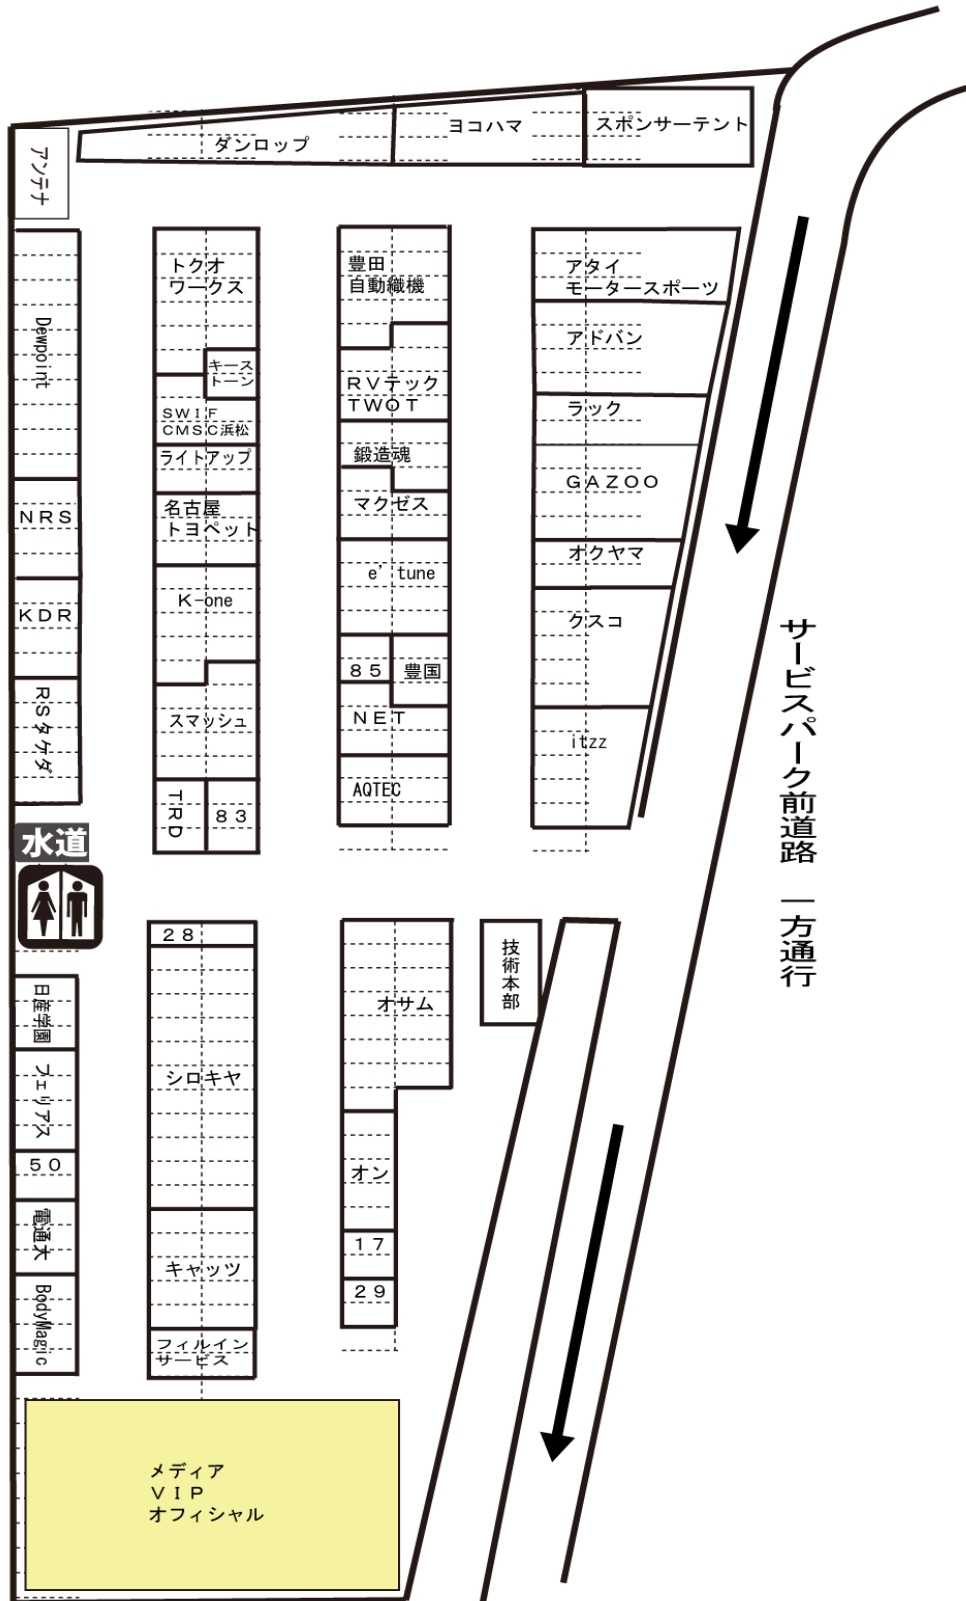 ダンロップ
ヨコハマ
スポンサーテント
アンテナ
Dewpoint
NRS
KDR
RSタケダ
トクオ
ワークス
キース
トーン
SWIF
CMSC浜松
ライトアップ
名古屋
トヨペット
K-one
スマッシュ
TRD
83
豊田
自動織機
RVテック
TWOT
鍛造魂
マクゼス
e'tune
85
豊国
NET
AQTEC
アタイ
モータースポーツ
アドバン
ラック
GAZOO
オクヤマ
クスコ
itzz
サービスパーク前道路 一方通行
水道
日産学園
フェリアス
50
電通大
BodyMagic
28
シロキヤ
キャッツ
フィルイン
サービス
オサム
オン
17
29
技術本部
メディア
VIP
オフィシャル